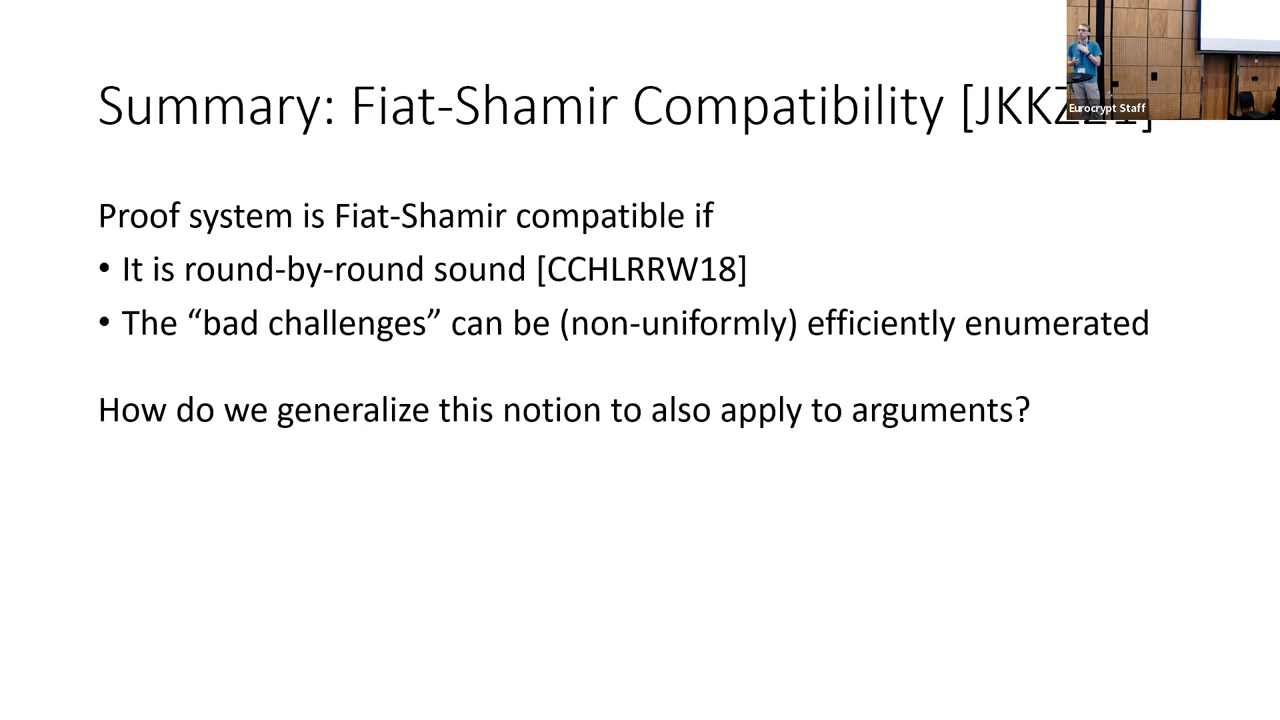 Summary: Fiat-Shamir Compatibility
Eurocrypt Staff
Proof system is Fiat-Shamir compatible if
• It is round-by-round sound [CCHLRRW18]
• The “bad challenges” can be (non-uniformly) efficiently enumerated
How do we generalize this notion to also apply to arguments?